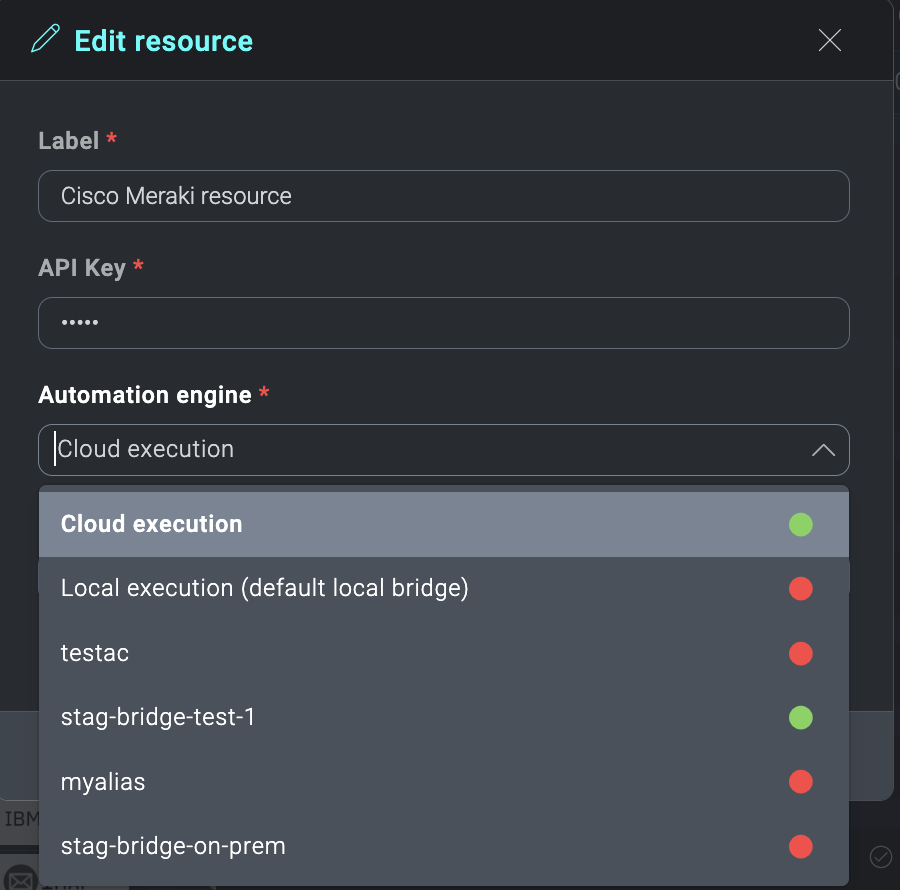 Edit resource
Label *
Cisco Meraki resource
API Key *
•••••
Automation engine *
Cloud execution
Cloud execution
Local execution (default local bridge)
testac
stag-bridge-test-1
myalias
IBM
stag-bridge-on-prem